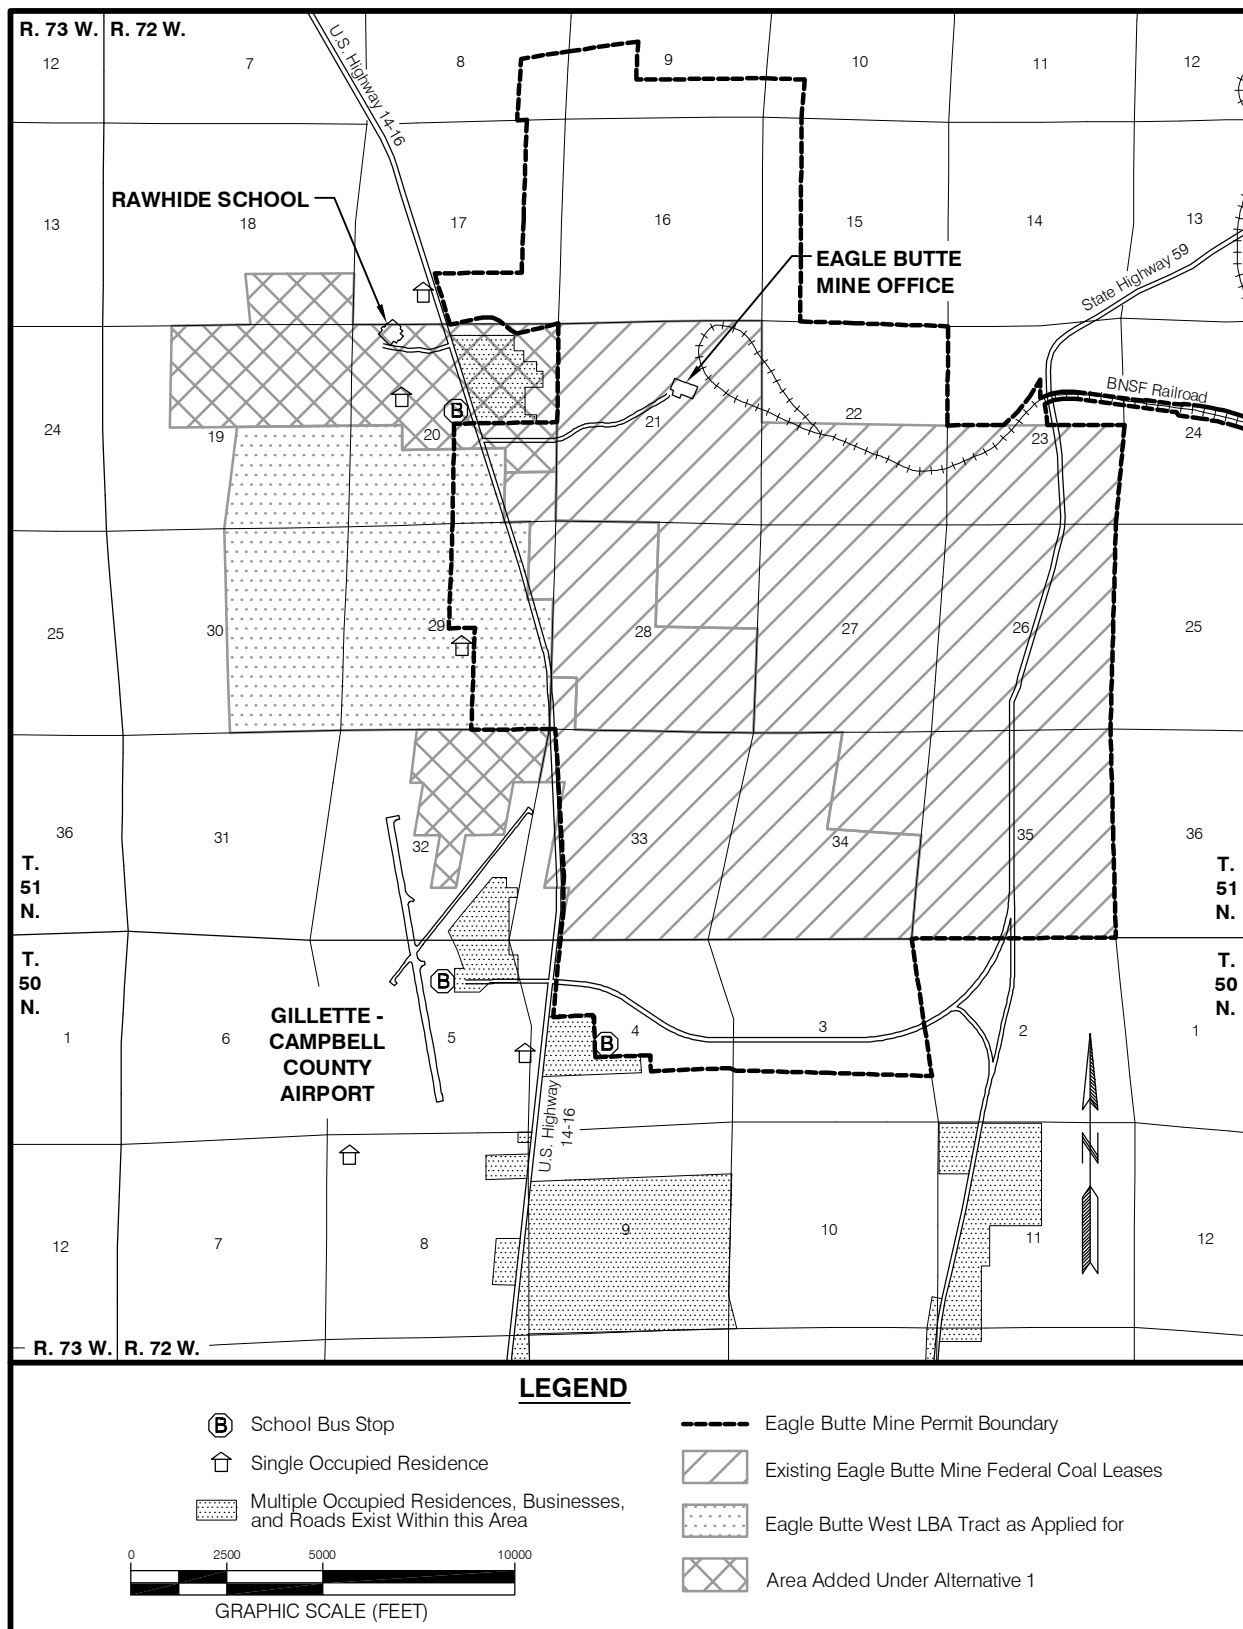 R. 73 W. R. 72 W.
12 7 8 9 10 11 12
U.S. Highway 14-16
RAWHIDE SCHOOL
13 18 17 16 15 14 13
EAGLE BUTTE
MINE OFFICE
State Highway 59
BNSF Railroad
B
24 19 20 21 22 23 24
25 30 29 28 27 26 25
36 31 32 33 34 35 36
T.
51
N.
T.
51
N.
T.
50
N.
T.
50
N.
B
GILLETTE -
CAMPBELL
COUNTY
AIRPORT
1 6 5 4 3 2 1
B
U.S. Highway
14-16
12 7 8 9 10 11 12
R. 73 W. R. 72 W.
LEGEND
B School Bus Stop
Single Occupied Residence
Multiple Occupied Residences, Businesses,
and Roads Exist Within this Area
0 2500 5000 10000
GRAPHIC SCALE (FEET)
Eagle Butte Mine Permit Boundary
Existing Eagle Butte Mine Federal Coal Leases
Eagle Butte West LBA Tract as Applied for
Area Added Under Alternative 1
N